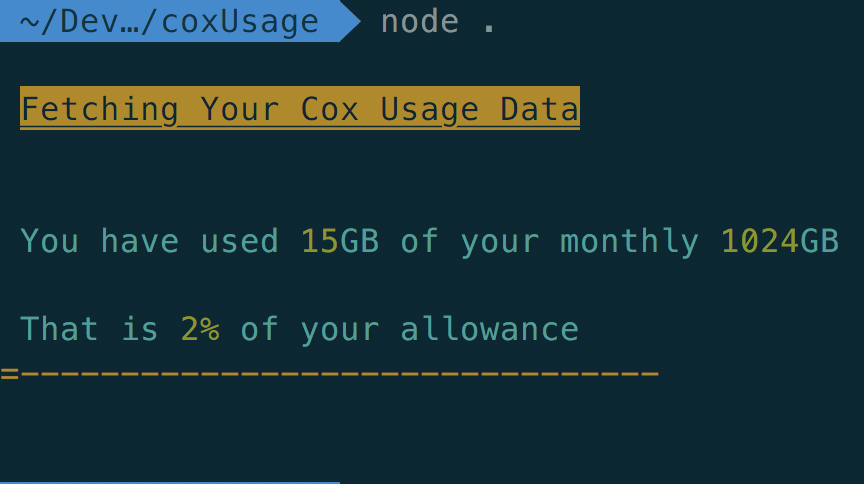 ~/Dev…/coxUsage node .
Fetching Your Cox Usage Data
You have used 15GB of your monthly 1024GB
That is 2% of your allowance
=--------------------------------